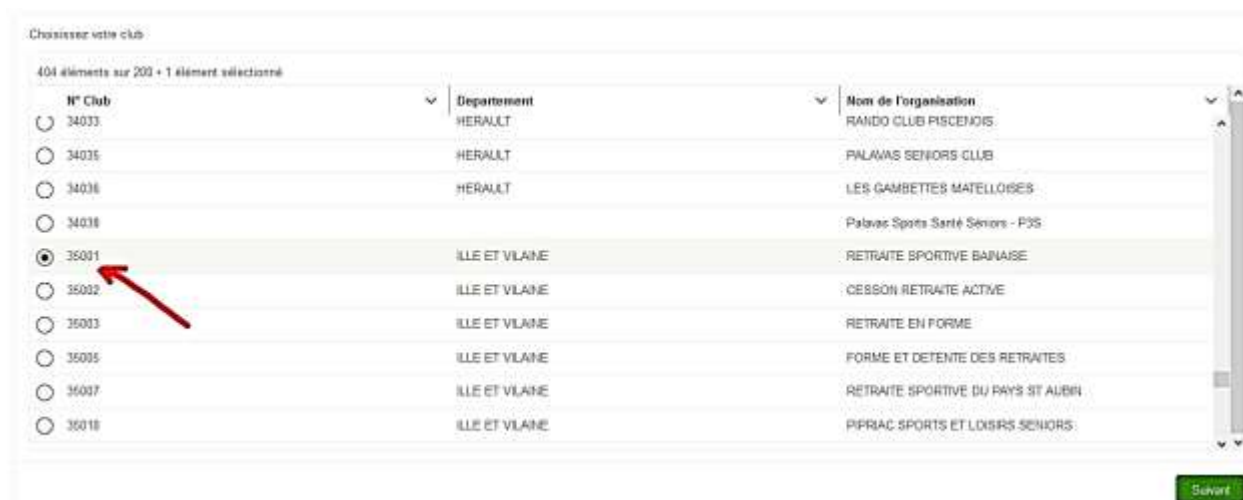 Choisissez votre club
404 éléments sur 200 • 1 élément sélectionné
N° Club Departement Nom de l'organisation
34033 HERAULT RANDO CLUB PISCENOIS
34035 HERAULT PALAVAS SENIORS CLUB
34036 HERAULT LES GAMBETTES MATELLOISES
34038 Palavas Sports Santé Séniors - P3S
35001 ILLE ET VILAINE RETRAITE SPORTIVE BAINAISE
35002 ILLE ET VILAINE CESSON RETRAITE ACTIVE
35003 ILLE ET VILAINE RETRAITE EN FORME
35005 ILLE ET VILAINE FORME ET DETENTE DES RETRAITES
35007 ILLE ET VILAINE RETRAITE SPORTIVE DU PAYS ST AUBIN
35010 ILLE ET VILAINE PIPRIAC SPORTS ET LOISIRS SENIORS
Suivant